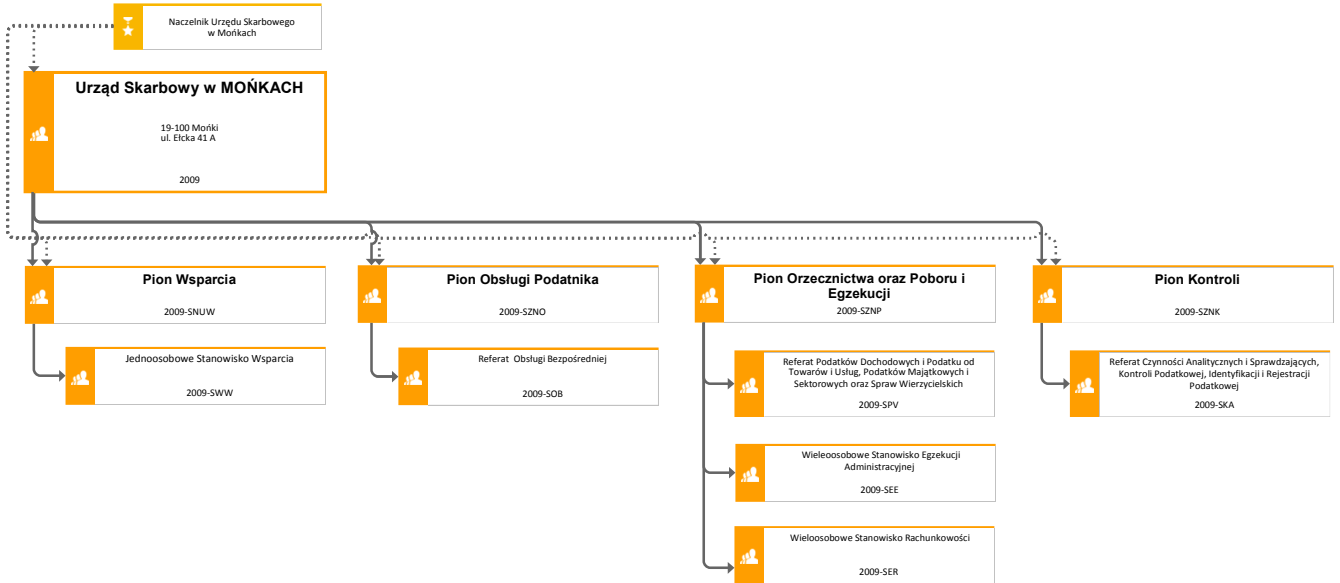 Naczelnik Urzędu Skarbowego
w Mońkach
Urząd Skarbowy w MOŃKACH
19-100 Mońki
ul. Ełcka 41 A
2009
Pion Wsparcia
2009-SNUW
Jednoosobowe Stanowisko Wsparcia
2009-SWW
Pion Obsługi Podatnika
2009-SZNO
Referat Obsługi Bezpośredniej
2009-SOB
Pion Orzecznictwa oraz Poboru i
Egzekucji
2009-SZNP
Referat Podatków Dochodowych i Podatku od
Towarów i Usług, Podatków Majątkowych i
Sektorowych oraz Spraw Wierzycielskich
2009-SPV
Wieleoosobowe Stanowisko Egzekucji
Administracyjnej
2009-SEE
Wieloosobowe Stanowisko Rachunkowości
2009-SER
Pion Kontroli
2009-SZNK
Referat Czynności Analitycznych i Sprawdzających,
Kontroli Podatkowej, Identyfikacji i Rejestracji
Podatkowej
2009-SKA